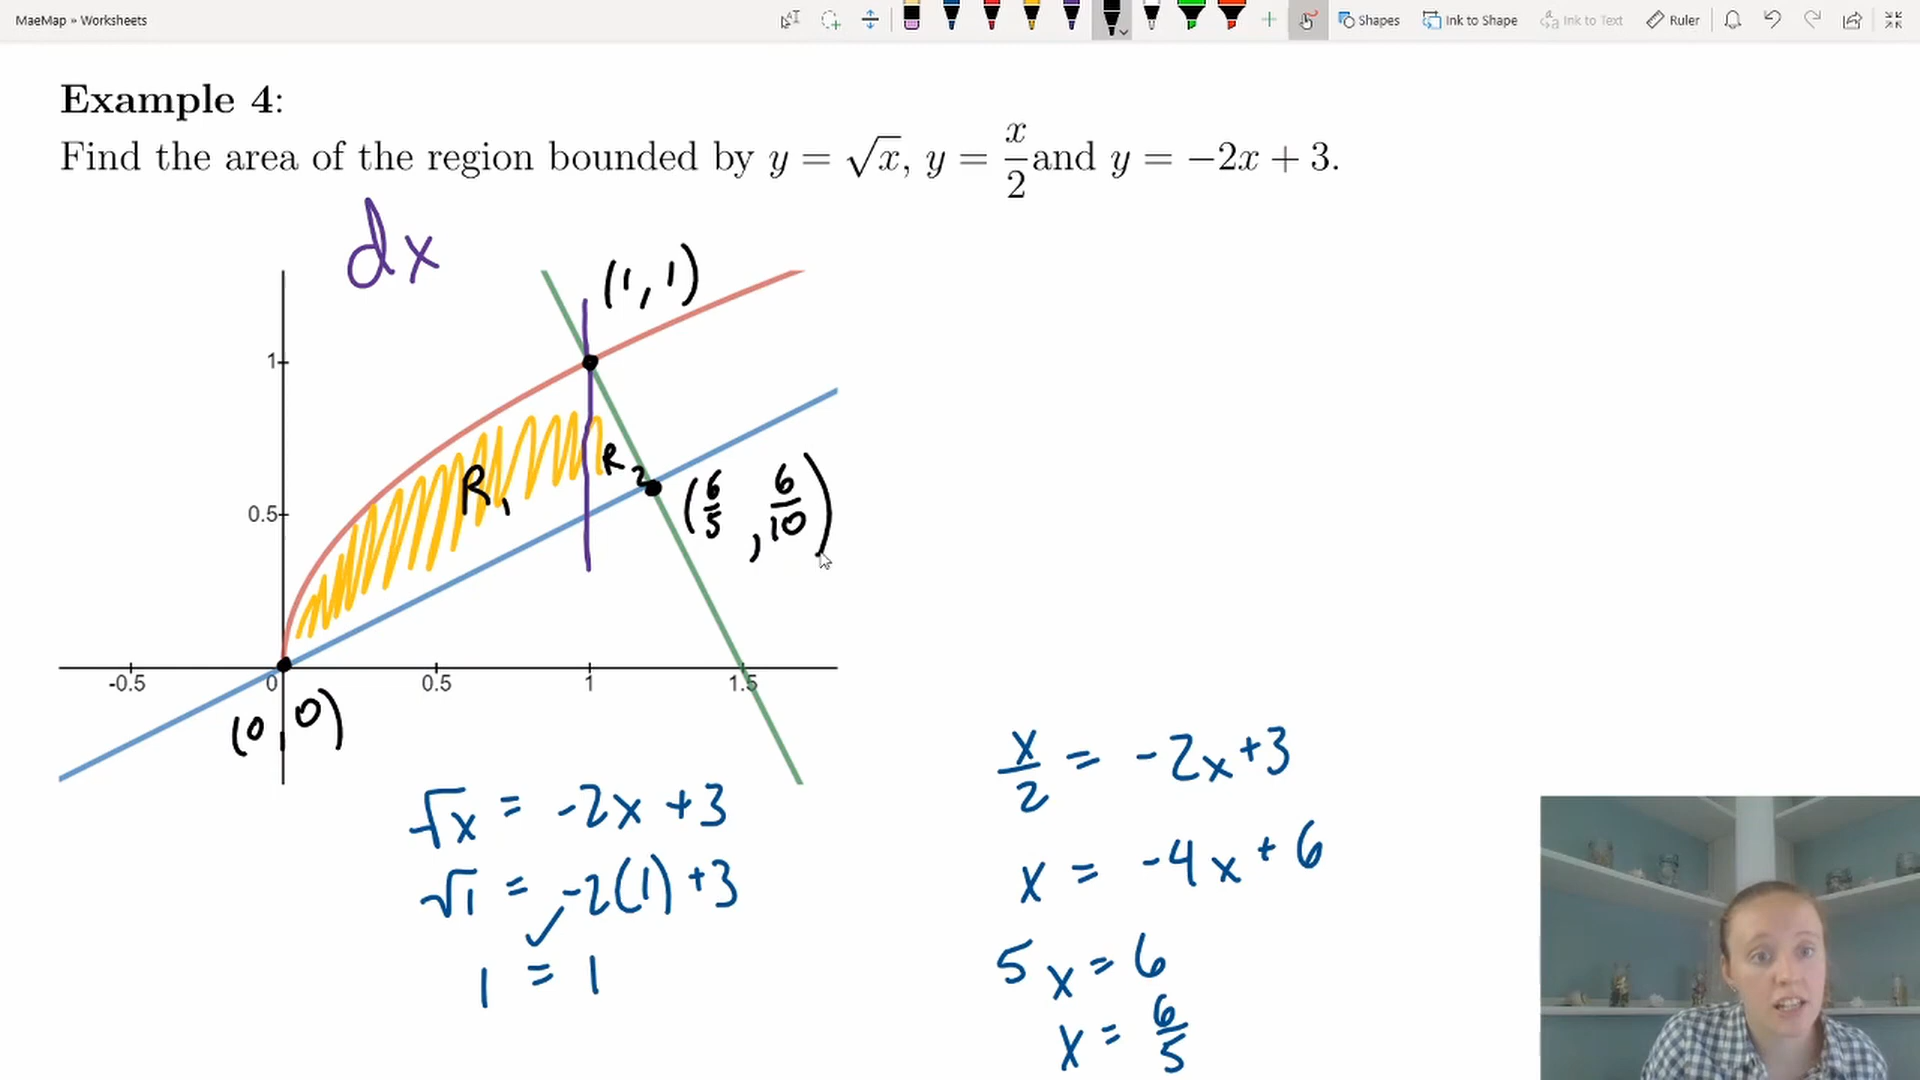 MaeMap » Worksheets
Shapes
Ink to Shape
Ink to Text
Ruler
Example 4:
Find the area of the region bounded by y = √x, y = x/2 and y = −2x + 3.
dx
(1, 1)
1
R₁
R₂
(6/5, 6/10)
0.5
-0.5
0
0.5
1
1.5
(0, 0)
√x = -2x + 3
√1 = -2(1) + 3
✓
1 = 1
x/2 = -2x + 3
x = -4x + 6
5x = 6
x = 6/5